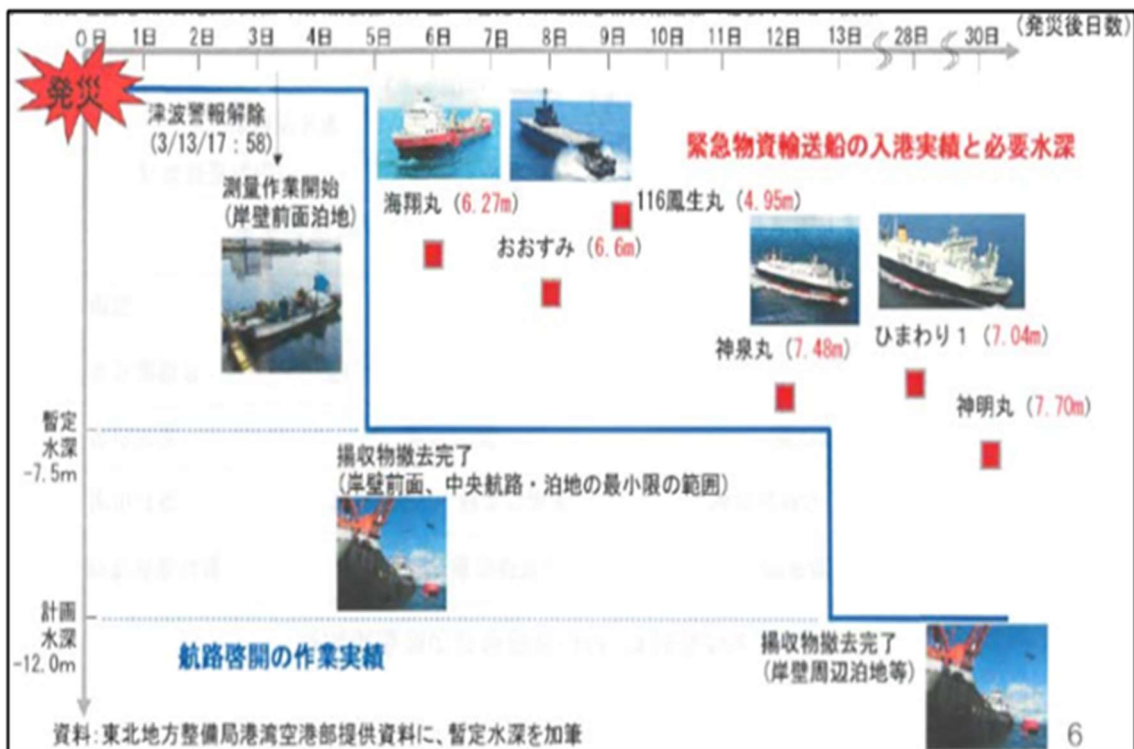 0日 1日 2日 3日 4日 5日 6日 7日 8日 9日 10日 11日 12日 13日 28日 30日
(発災後日数)
発災
津波警報解除
(3/13/17：58)
測量作業開始
(岸壁前面泊地)
緊急物資輸送船の入港実績と必要水深
海翔丸 (6.27m)
116鳳生丸 (4.95m)
おおすみ (6.6m)
神泉丸 (7.48m)
ひまわり1 (7.04m)
神明丸 (7.70m)
暫定
水深
-7.5m
揚収物撤去完了
(岸壁前面、中央航路・泊地の最小限の範囲)
計画
水深
-12.0m
航路啓開の作業実績
揚収物撤去完了
(岸壁周辺泊地等)
資料：東北地方整備局港湾空港部提供資料に、暫定水深を加筆
6